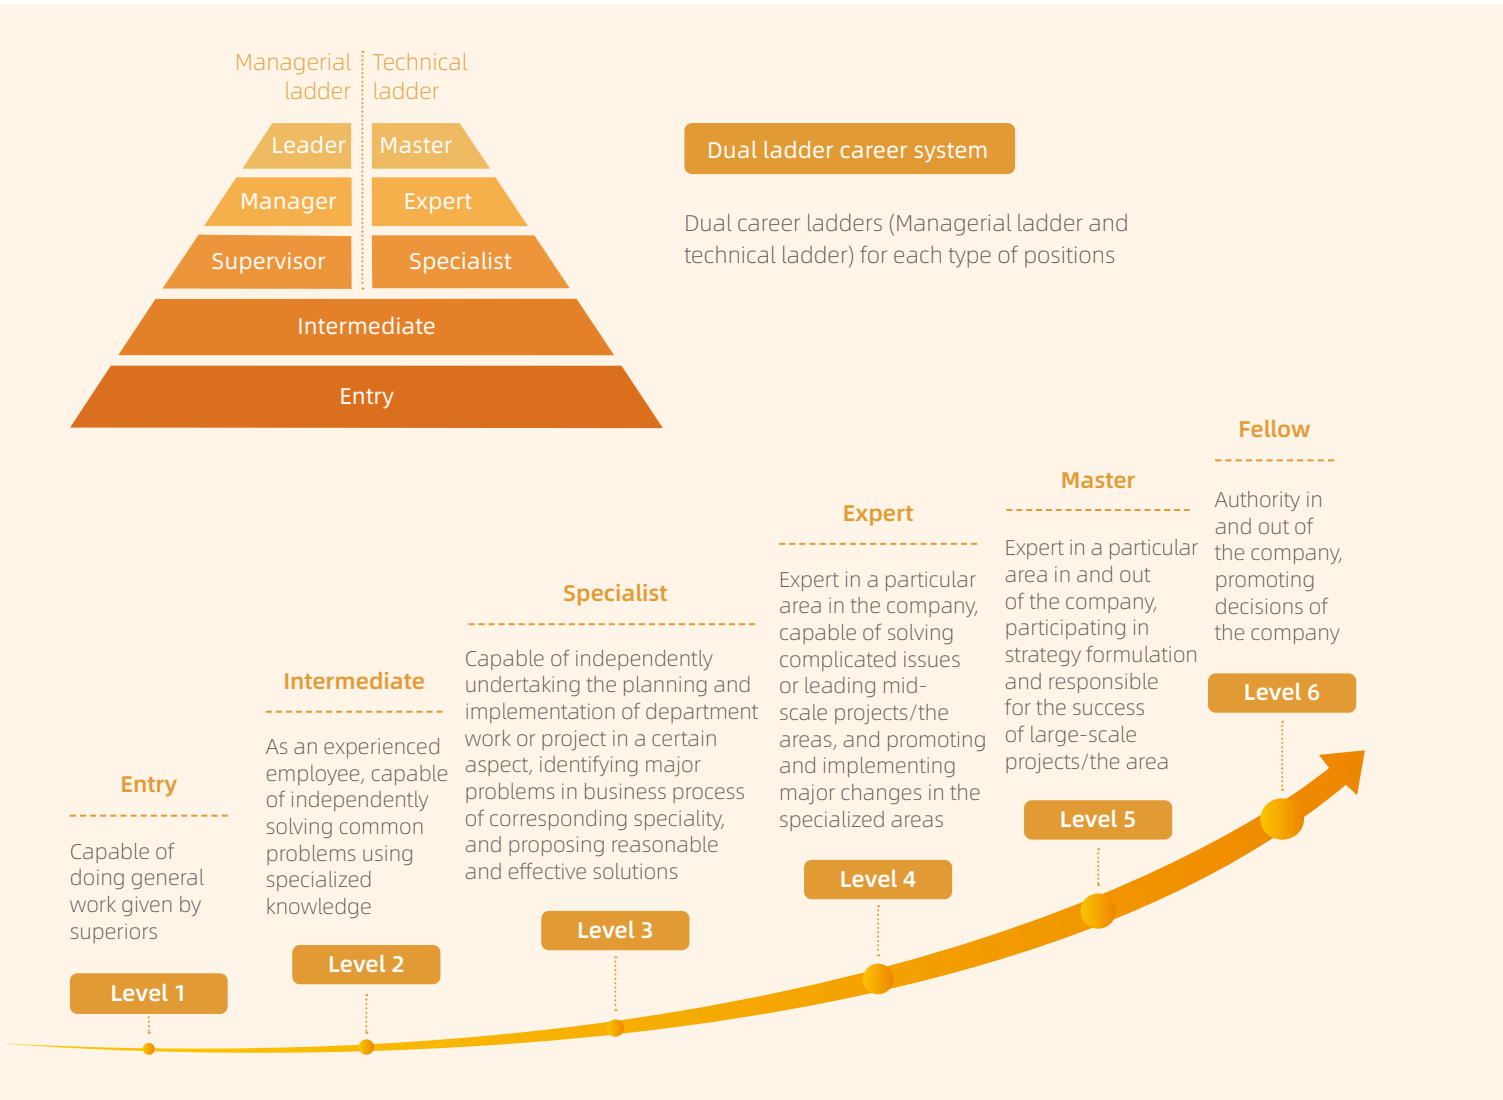 Managerial
ladder
Technical
ladder
Leader
Master
Manager
Expert
Supervisor
Specialist
Intermediate
Entry
Dual ladder career system
Dual career ladders (Managerial ladder and
technical ladder) for each type of positions
Entry
Capable of
doing general
work given by
superiors
Level 1
Intermediate
As an experienced
employee, capable
of independently
solving common
problems using
specialized
knowledge
Level 2
Specialist
Capable of independently
undertaking the planning and
implementation of department
work or project in a certain
aspect, identifying major
problems in business process
of corresponding speciality,
and proposing reasonable
and effective solutions
Level 3
Expert
Expert in a particular
area in the company,
capable of solving
complicated issues
or leading mid-
scale projects/the
areas, and promoting
and implementing
major changes in the
specialized areas
Level 4
Master
Expert in a particular
area in and out
of the company,
participating in
strategy formulation
and responsible
for the success
of large-scale
projects/the area
Level 5
Fellow
Authority in
and out of
the company,
promoting
decisions of
the company
Level 6